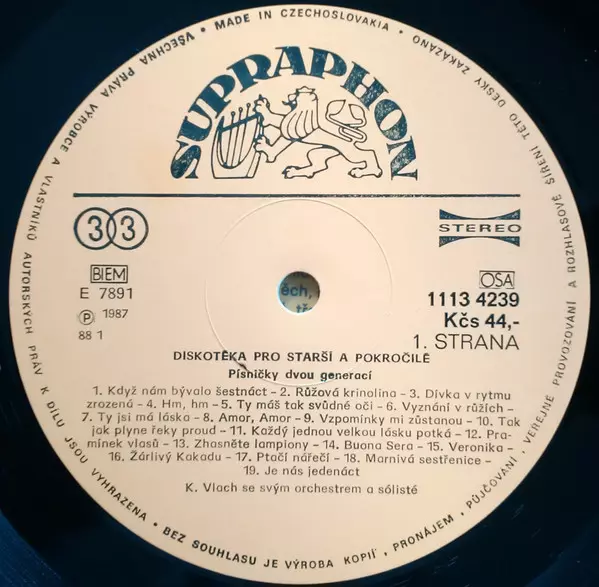 MADE IN CZECHOSLOVAKIA • VŠECHNA PRÁVA VÝROBCE A VLASTNÍKŮ AUTORSKÝCH PRÁV K DÍLU JSOU VYHRAZENA • BEZ SOUHLASU JE VÝROBA KOPIÍ, PRONÁJEM, PŮJČOVÁNÍ, VEŘEJNÉ PROVOZOVÁNÍ A ROZHLASOVÉ ŠÍŘENÍ TÉTO DESKY ZAKÁZÁNO •
SUPRAPHON
33
STEREO
BIEM
OSA
E 7891
1113 4239
Ⓟ 1987
Kčs 44,-
88 1
1. STRANA
ěch,
tř
DISKOTÉKA PRO STARŠÍ A POKROČILÉ
Písničky dvou generací
1. Když nám bývalo šestnáct - 2. Růžová krinolina - 3. Dívka v rytmu
zrozená - 4. Hm, hm - 5. Ty máš tak svůdné oči - 6. Vyznání v růžích -
7. Ty jsi má láska - 8. Amor, Amor - 9. Vzpomínky mi zůstanou - 10. Tak
jak plyne řeky proud - 11. Každý jednou velkou lásku potká - 12. Pra-
mínek vlasů - 13. Zhasněte lampiony - 14. Buona Sera - 15. Veronika -
16. Žárlivý Kakadu - 17. Ptačí nářečí - 18. Marnivá sestřenice -
19. Je nás jedenáct
K. Vlach se svým orchestrem a sólisté